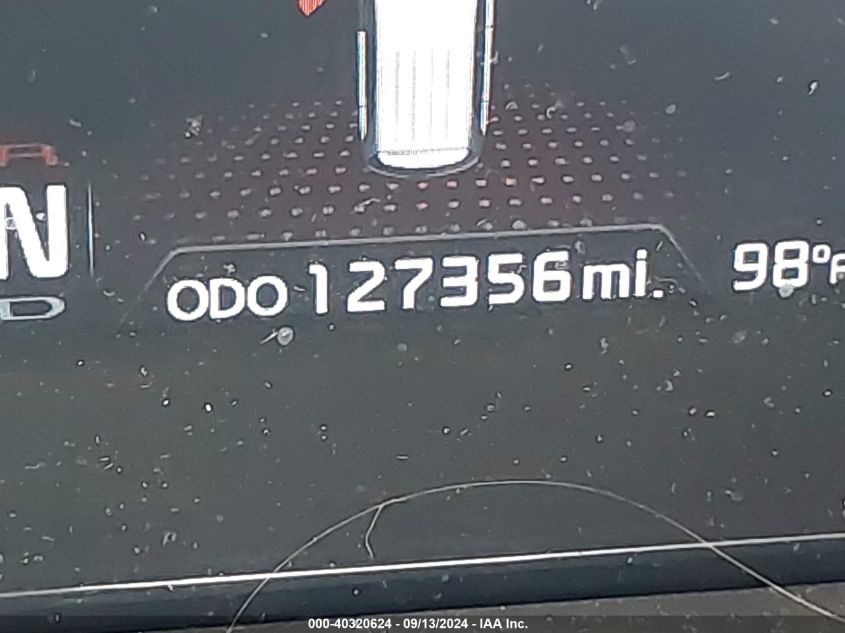 N
D
ODO 127356 mi.
98°F
000-40320624 - 09/13/2024 - IAA Inc.